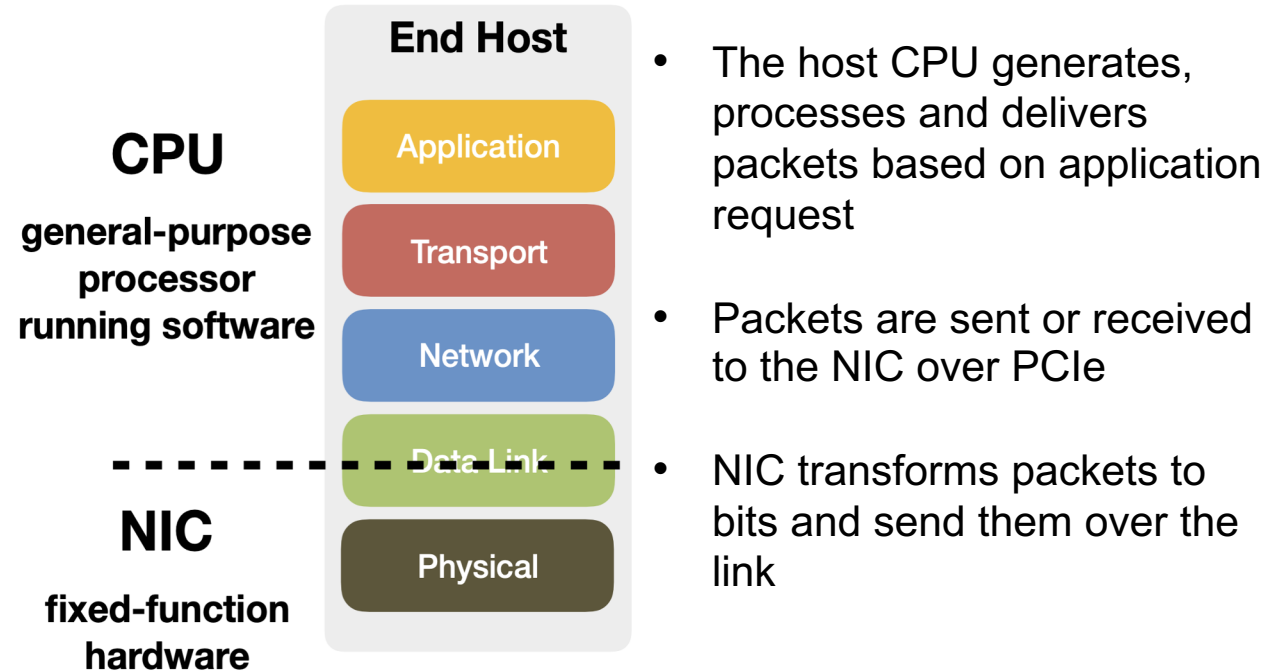 CPU
general-purpose
processor
running software
NIC
fixed-function
hardware
End Host
Application
Transport
Network
Data Link
Physical
• The host CPU generates,
processes and delivers
packets based on application
request
• Packets are sent or received
to the NIC over PCIe
• NIC transforms packets to
bits and send them over the
link